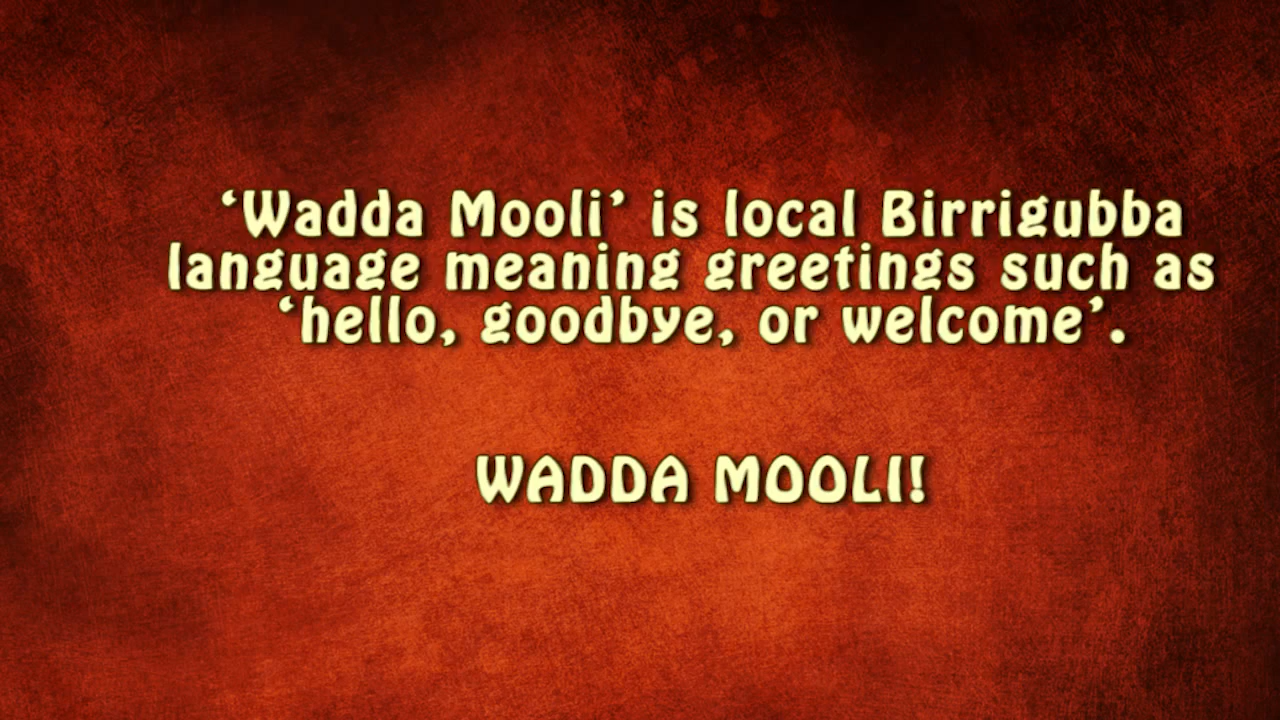 ‘Wadda Mooli’ is local Birrigubba
language meaning greetings such as
‘hello, goodbye, or welcome’.
WADDA MOOLI!